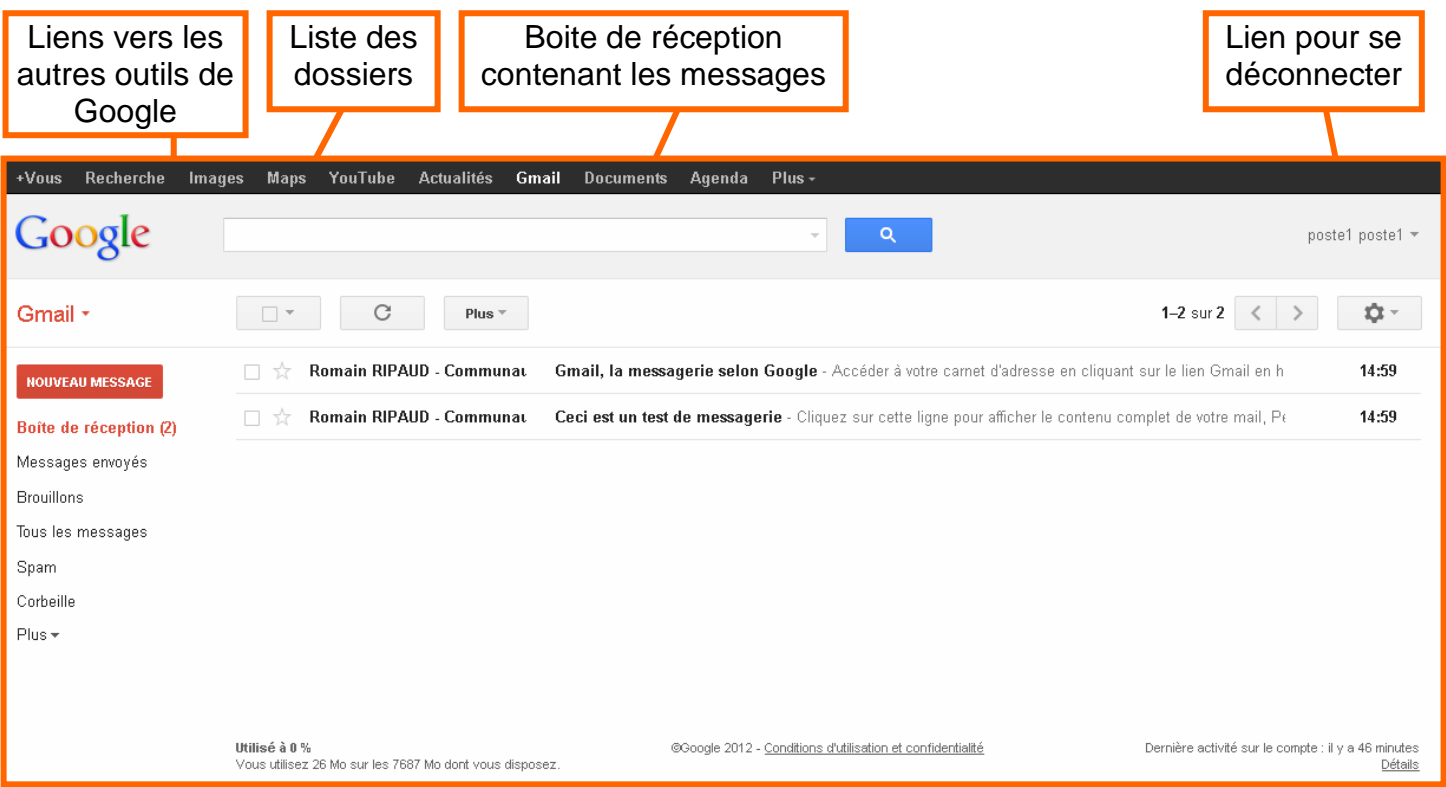 Liens vers les
autres outils de
Google
Liste des
dossiers
Boite de réception
contenant les messages
Lien pour se
déconnecter
+Vous Recherche Images Maps YouTube Actualités Gmail Documents Agenda Plus
Google
poste1 poste1
Gmail
Plus
1–2 sur 2
NOUVEAU MESSAGE
Romain RIPAUD - Communau Gmail, la messagerie selon Google - Accéder à votre carnet d'adresse en cliquant sur le lien Gmail en h 14:59
Romain RIPAUD - Communau Ceci est un test de messagerie - Cliquez sur cette ligne pour afficher le contenu complet de votre mail, Pe 14:59
Boîte de réception (2)
Messages envoyés
Brouillons
Tous les messages
Spam
Corbeille
Plus
Utilisé à 0 %
Vous utilisez 26 Mo sur les 7687 Mo dont vous disposez.
©Google 2012 - Conditions d'utilisation et confidentialité
Dernière activité sur le compte : il y a 46 minutes
Détails